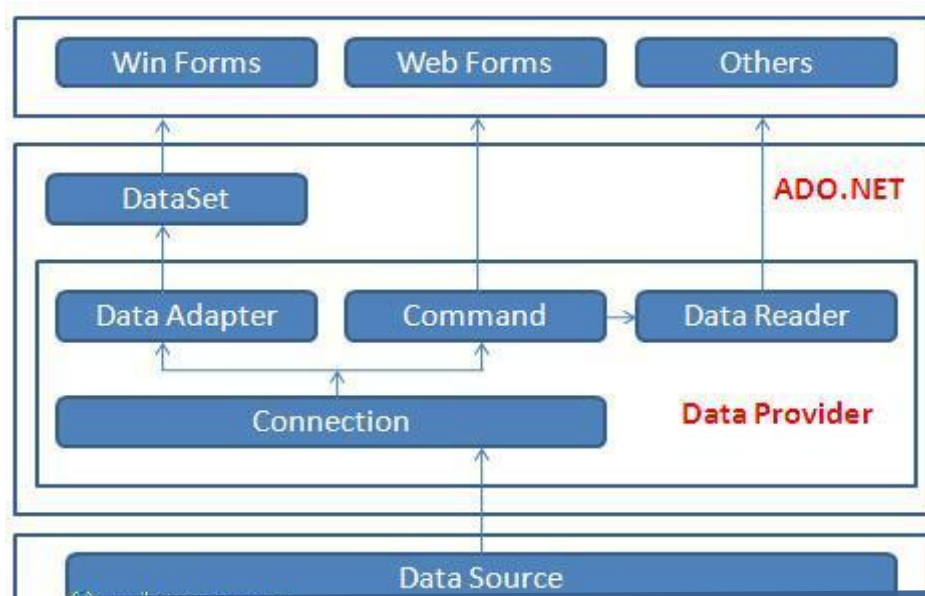 Win Forms
Web Forms
Others
DataSet
ADO.NET
Data Adapter
Command
Data Reader
Connection
Data Provider
Data Source